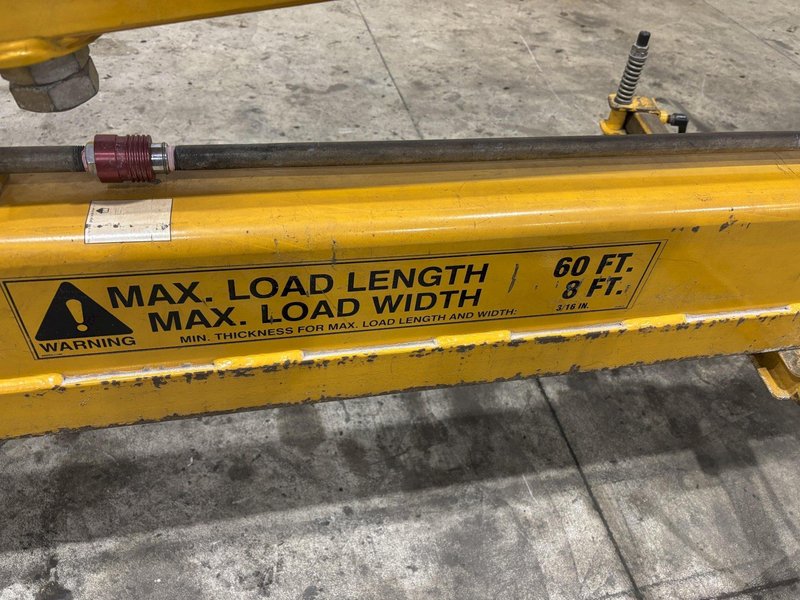 MAX. LOAD LENGTH 60 FT.
MAX. LOAD WIDTH 8 FT.
MIN. THICKNESS FOR MAX. LOAD LENGTH AND WIDTH: 3/16 IN.
WARNING